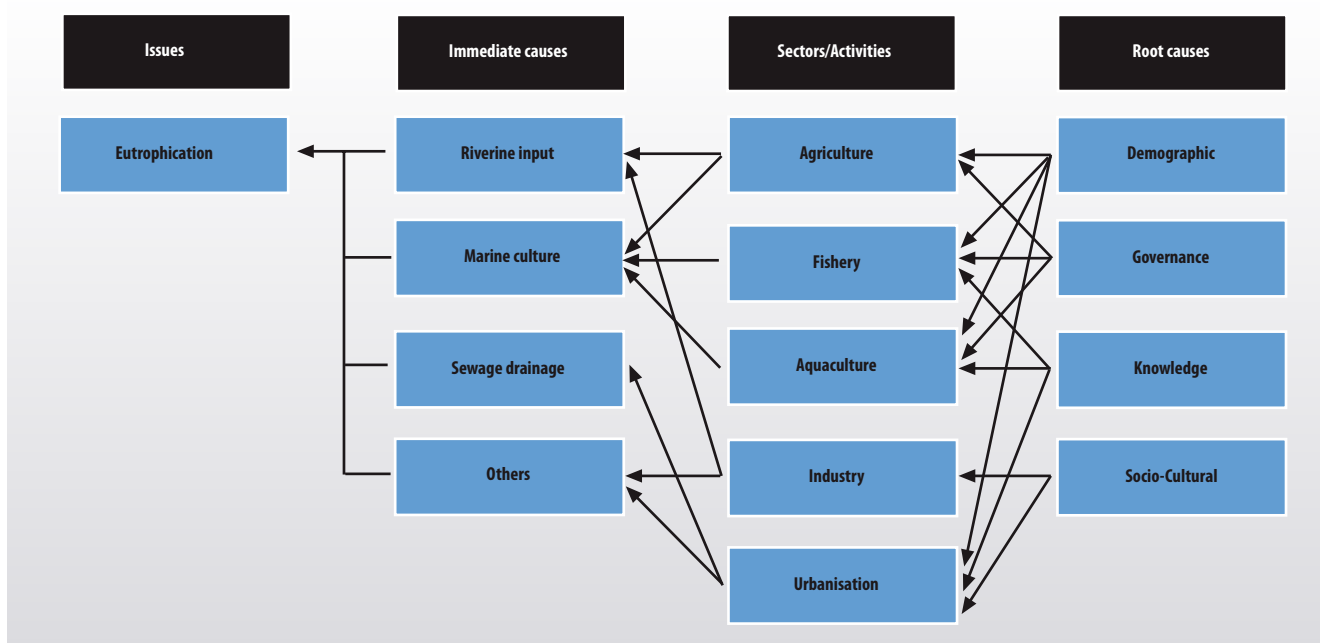 Issues
Immediate causes
Sectors/Activities
Root causes
Eutrophication
Riverine input
Agriculture
Demographic
Marine culture
Fishery
Governance
Sewage drainage
Aquaculture
Knowledge
Others
Industry
Socio-Cultural
Urbanisation